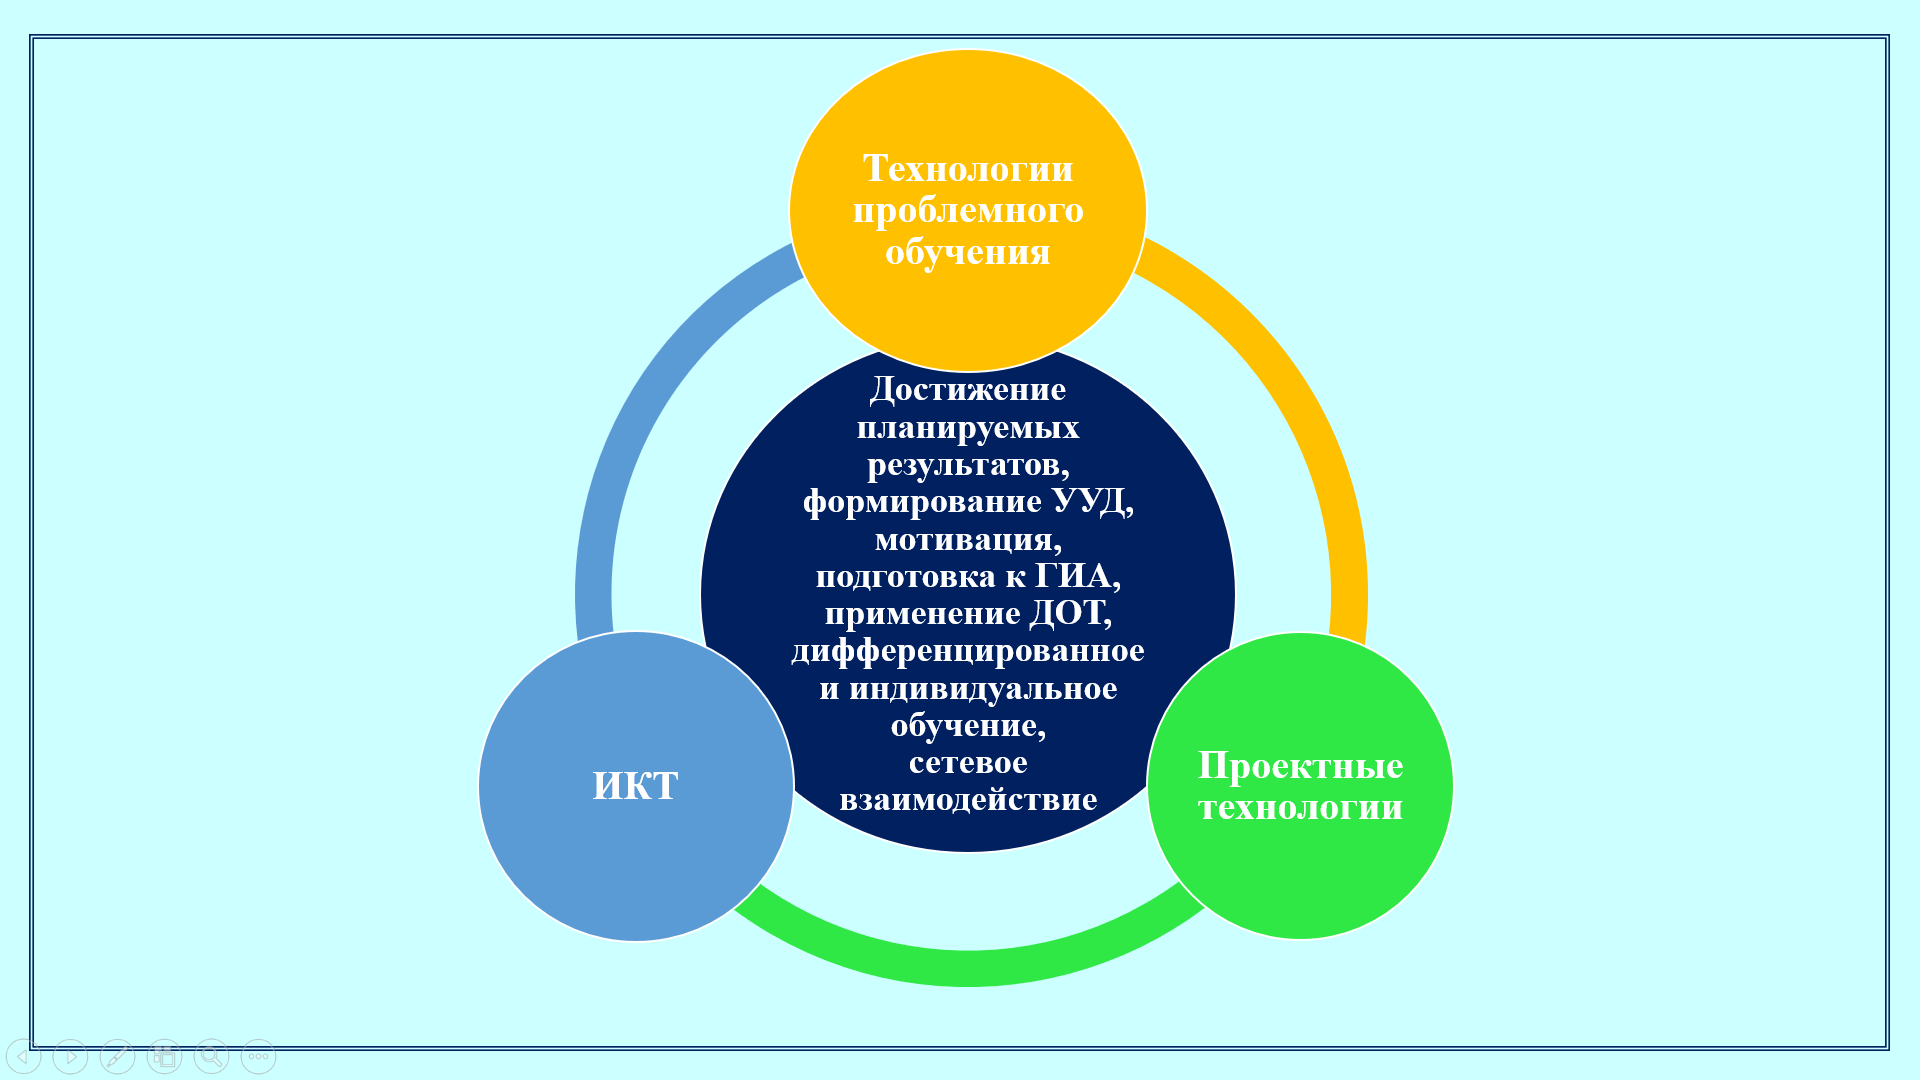 Технологии
проблемного
обучения
Достижение
планируемых
результатов,
формирование УУД,
мотивация,
подготовка к ГИА,
применение ДОТ,
дифференцированное
и индивидуальное
обучение,
сетевое
взаимодействие
ИКТ
Проектные
технологии